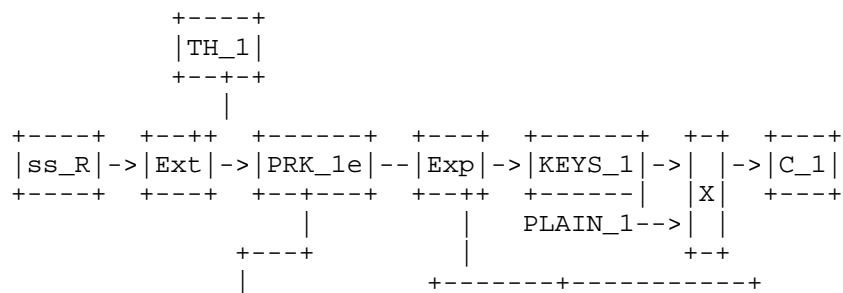 +----+
            |TH_1|
            +--+-+
               |
+----+  +--++  +------+  +---+  +------+  +-+  +---+
|ss_R|->|Ext|->|PRK_1e|--|Exp|->|KEYS_1|->| |->|C_1|
+----+  +---+  +--+---+  +--++  +------|  |X|  +---+
                  |         |   PLAIN_1-->| |
              +---+         |             +-+
              |           +-------+-----------+